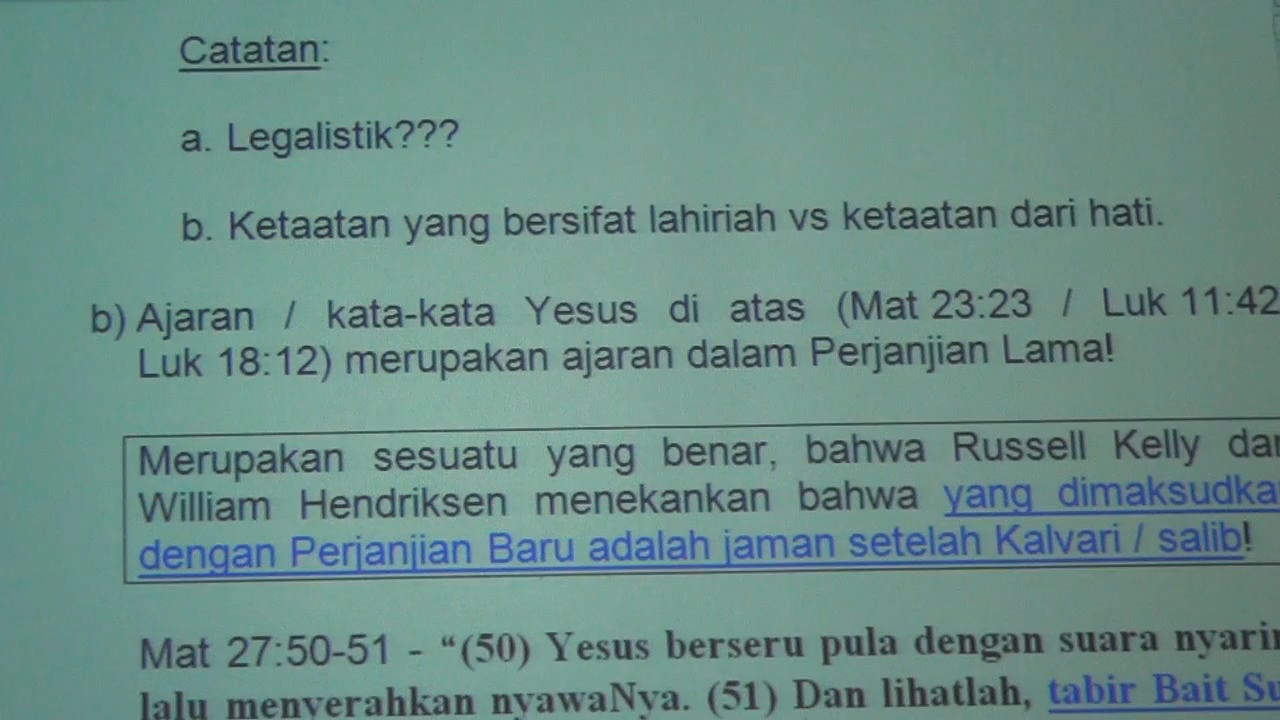 Catatan:
a. Legalistik???
b. Ketaatan yang bersifat lahiriah vs ketaatan dari hati.
b) Ajaran / kata-kata Yesus di atas (Mat 23:23 / Luk 11:42
Luk 18:12) merupakan ajaran dalam Perjanjian Lama!
Merupakan sesuatu yang benar, bahwa Russell Kelly
William Hendriksen menekankan bahwa yang
dengan Perjanjian Baru adalah jaman setelah Kalvari / salib!
Mat 27:50-51 - “(50) Yesus berseru pula dengan suara
lalu menyerahkan nyawaNya. (51) Dan lihatlah, tabir Bait